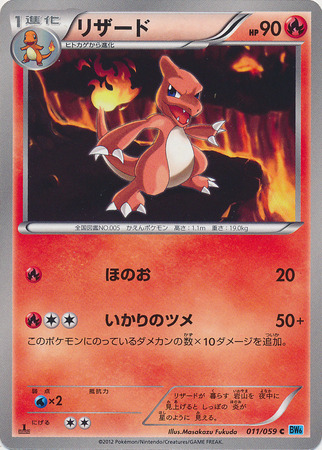 1進化
リザード
HP90
ヒトカゲから進化
全国図鑑NO.005 かえんポケモン 高さ:1.1m 重さ:19.0kg
ほのお 20
いかりのツメ 50+
このポケモンにのっているダメカンの数×10ダメージを追加。
弱点 抵抗力
×2
にげる
リザードが 暮らす 岩山を 夜に
見上げると しっぽの 炎が
星のように 見える。
Illus.Masakazu Fukuda 011/059 C BW6
©2012 Pokémon/Nintendo/Creatures/GAME FREAK.